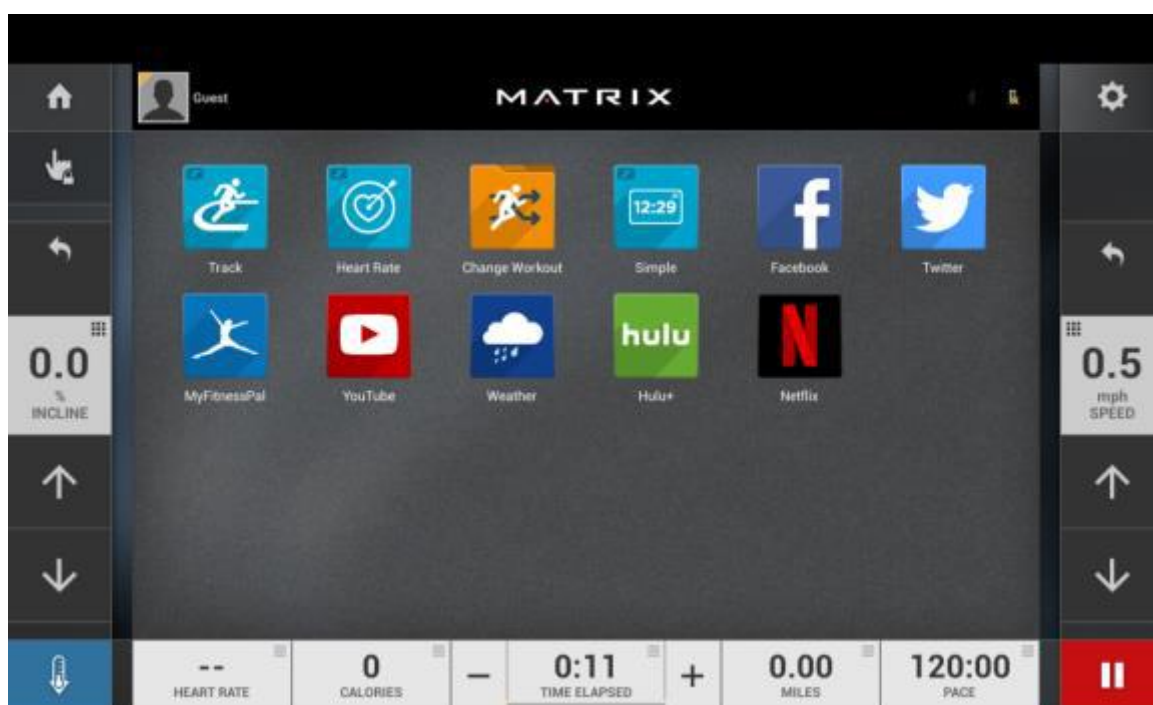 Guest
MATRIX
12:29
f
Track
Heart Rate
Change Workout
Simple
Facebook
Twitter
hulu
N
MyFitnessPal
YouTube
Weather
Hulu+
Netflix
0.0
%
INCLINE
0.5
mph
SPEED
--
HEART RATE
0
CALORIES
−
0:11
TIME ELAPSED
+
0.00
MILES
120:00
PACE